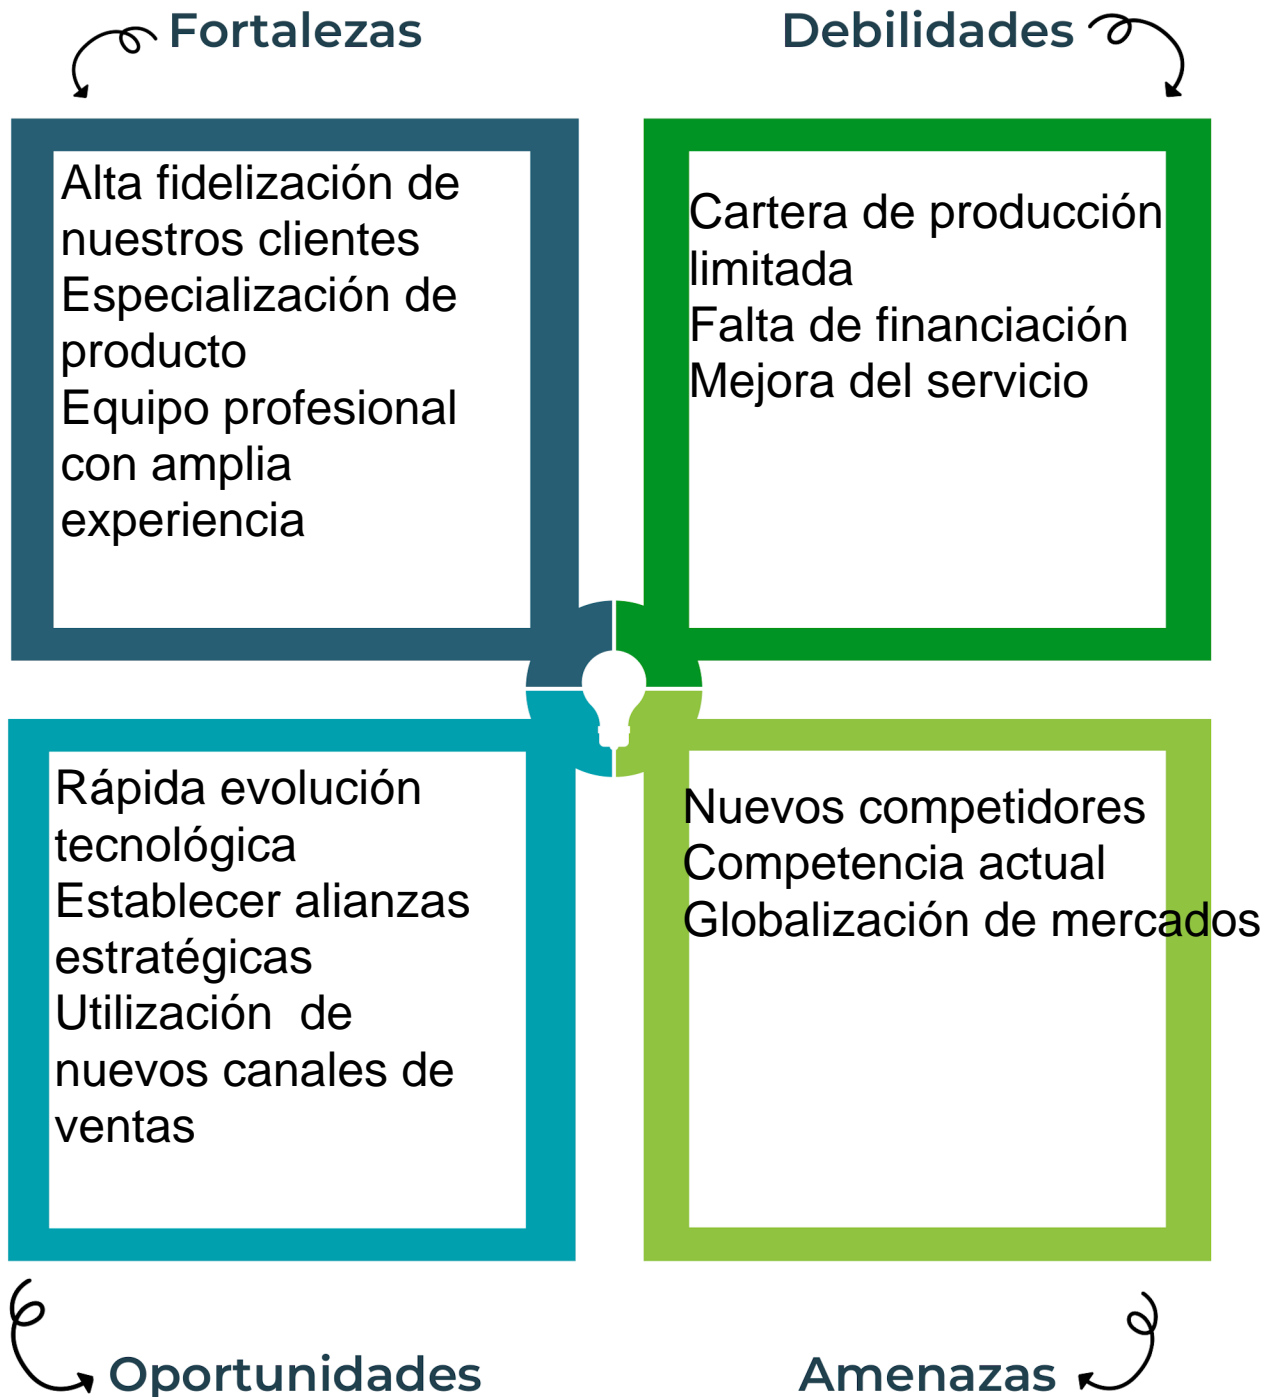 Fortalezas
Alta fidelización de
nuestros clientes
Especialización de
producto
Equipo profesional
con amplia
experiencia
Debilidades
Cartera de producción
limitada
Falta de financiación
Mejora del servicio
Rápida evolución
tecnológica
Establecer alianzas
estratégicas
Utilización  de
nuevos canales de
ventas
Oportunidades
Nuevos competidores
Competencia actual
Globalización de mercados
Amenazas